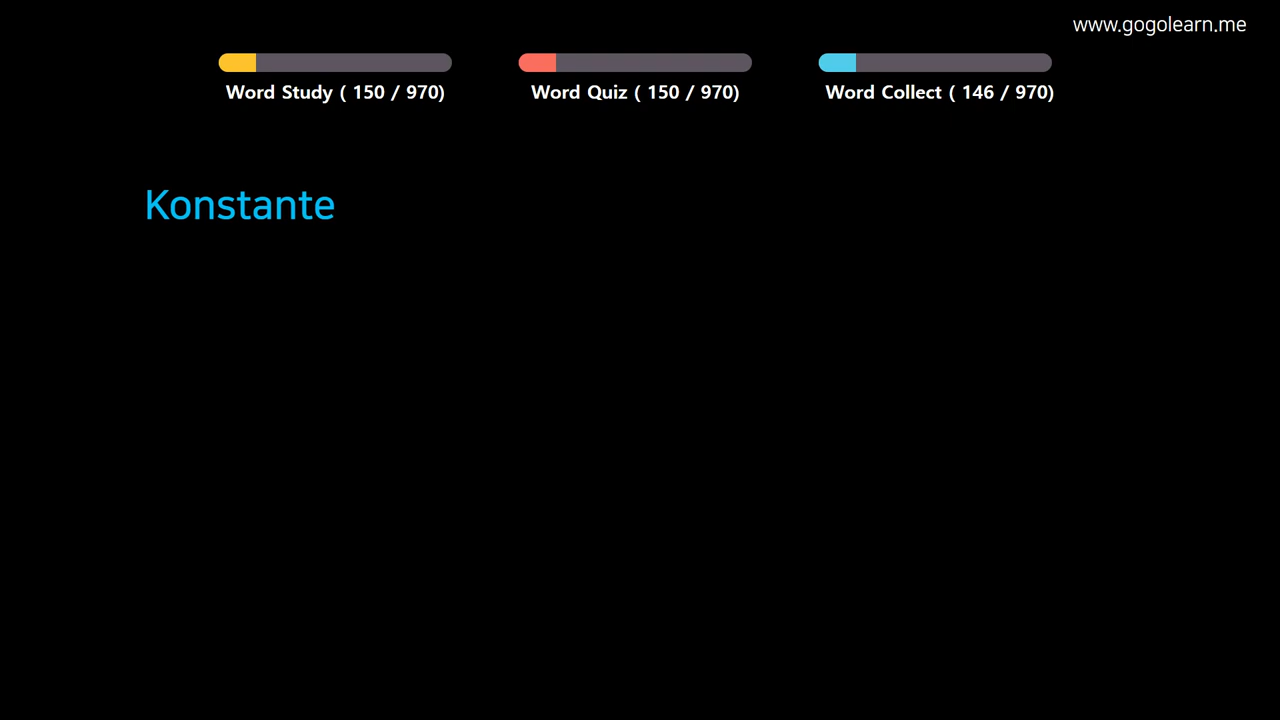 www.gogolearn.me
Word Study ( 150 / 970)
Word Quiz ( 150 / 970)
Word Collect ( 146 / 970)
Konstante